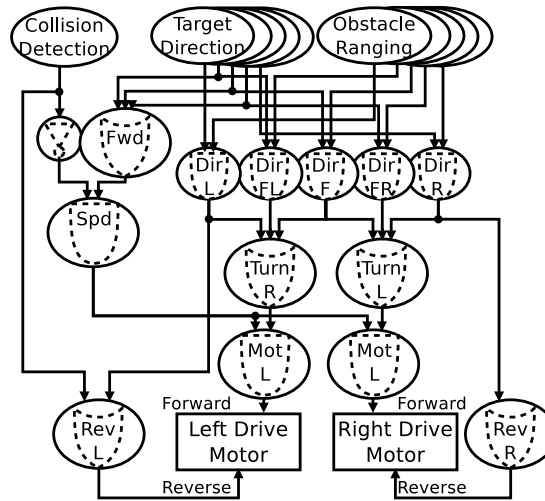 Collision
Detection
Target
Direction
Obstacle
Ranging
Fwd
Dir
L
Dir
FL
Dir
F
Dir
FR
Dir
R
Spd
Turn
R
Turn
L
Mot
L
Mot
L
Forward
Forward
Rev
L
Left Drive
Motor
Right Drive
Motor
Rev
R
Reverse
Reverse